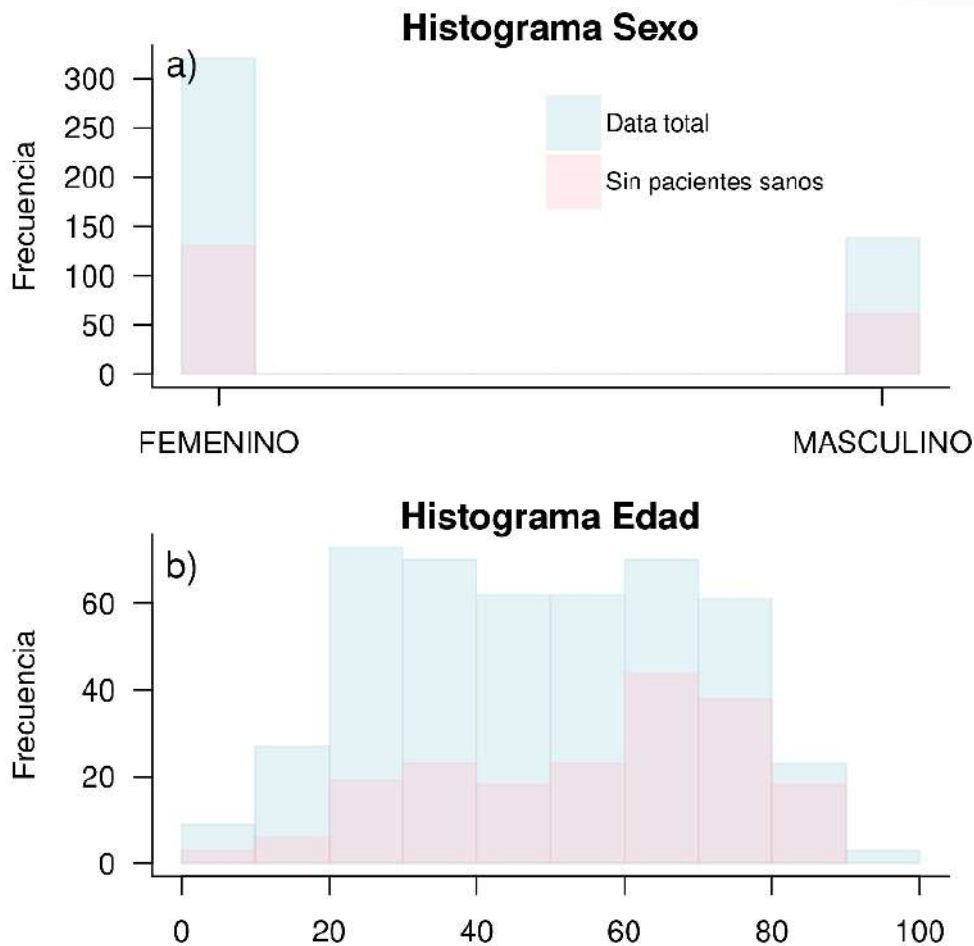 Histograma Sexo
a)
Frecuencia
300
250
200
150
100
50
0
Data total
Sin pacientes sanos
FEMENINO MASCULINO
Histograma Edad
b)
Frecuencia
60
40
20
0
0 20 40 60 80 100